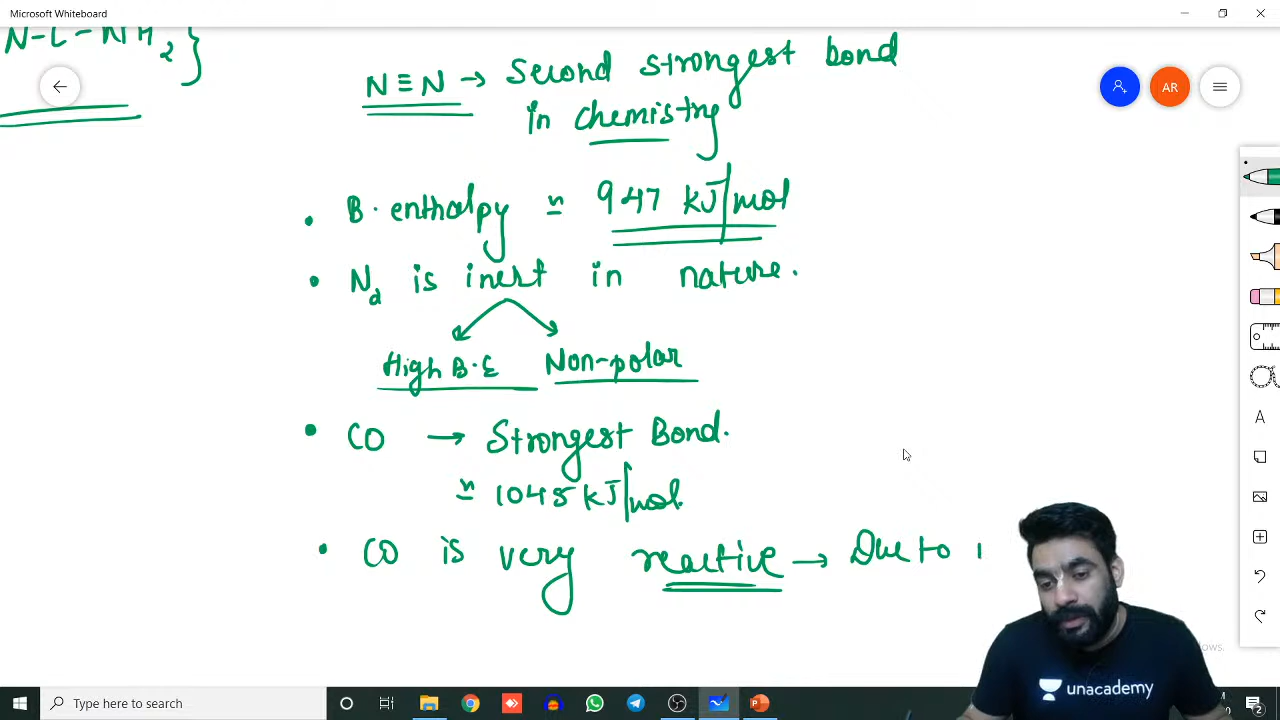 Microsoft Whiteboard
N-C-NH2}
N≡N → Second strongest bond
in chemistry
AR
• B. enthalpy ≃ 947 kJ/mol
• N2 is inert in nature.
High B.E Non-polar
• CO → Strongest Bond.
≃ 1045 kJ/mol.
• CO is very reactive → Due to
unacademy
Type here to search